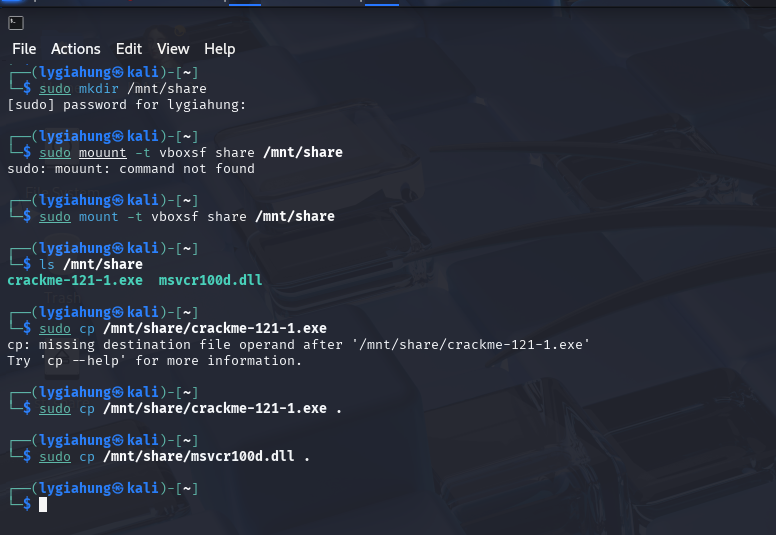 File Actions Edit View Help
┌──(lygiahung㉿kali)-[~]
└─$ sudo mkdir /mnt/share
[sudo] password for lygiahung:
┌──(lygiahung㉿kali)-[~]
└─$ sudo mouunt -t vboxsf share /mnt/share
sudo: mouunt: command not found
┌──(lygiahung㉿kali)-[~]
└─$ sudo mount -t vboxsf share /mnt/share
┌──(lygiahung㉿kali)-[~]
└─$ ls /mnt/share
crackme-121-1.exe  msvcr100d.dll
┌──(lygiahung㉿kali)-[~]
└─$ sudo cp /mnt/share/crackme-121-1.exe
cp: missing destination file operand after '/mnt/share/crackme-121-1.exe'
Try 'cp --help' for more information.
┌──(lygiahung㉿kali)-[~]
└─$ sudo cp /mnt/share/crackme-121-1.exe .
┌──(lygiahung㉿kali)-[~]
└─$ sudo cp /mnt/share/msvcr100d.dll .
┌──(lygiahung㉿kali)-[~]
└─$